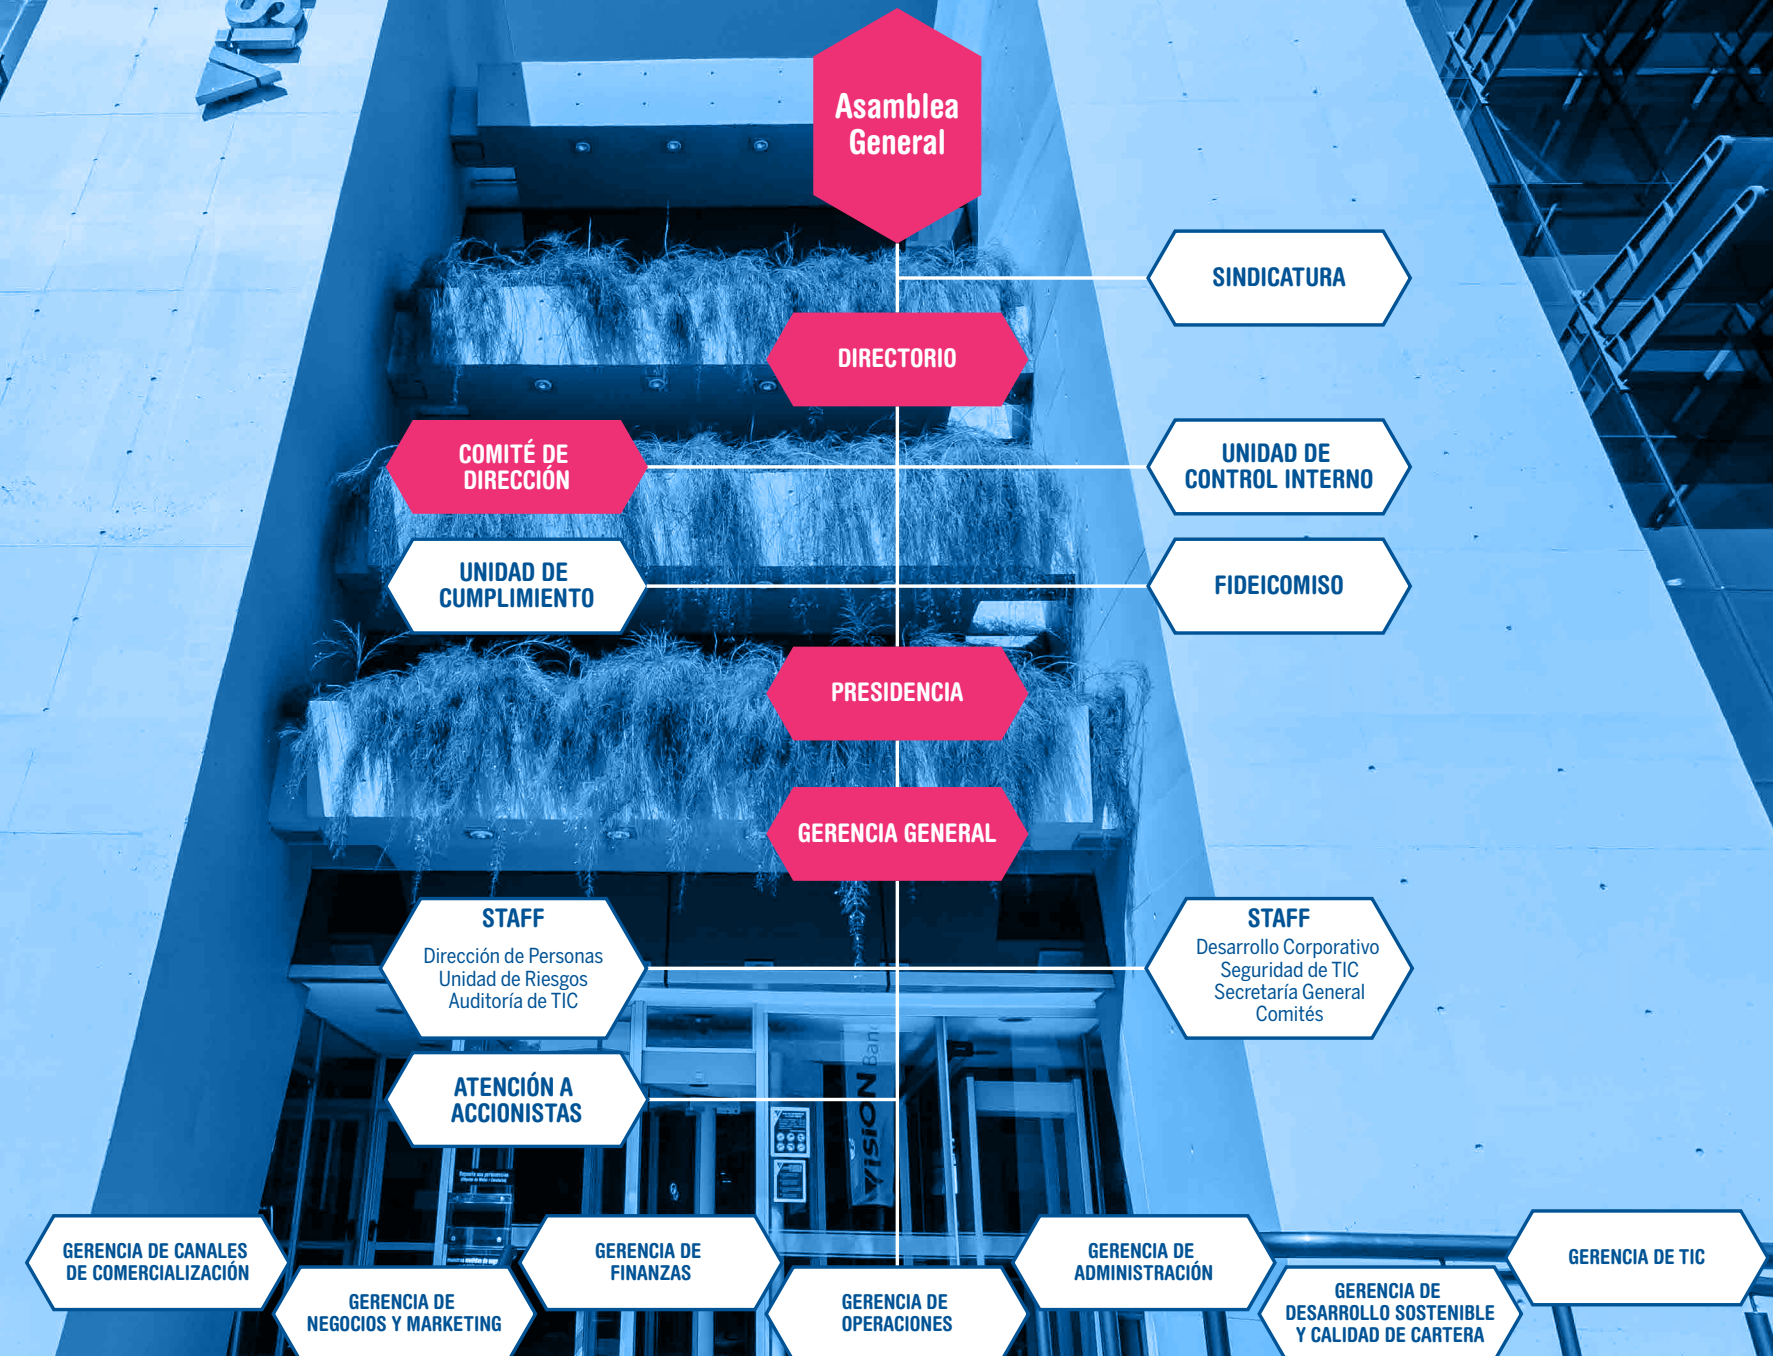 VIS
Asamblea
General
SINDICATURA
DIRECTORIO
COMITÉ DE
DIRECCIÓN
UNIDAD DE
CONTROL INTERNO
UNIDAD DE
CUMPLIMIENTO
FIDEICOMISO
PRESIDENCIA
GERENCIA GENERAL
STAFF
Dirección de Personas
Unidad de Riesgos
Auditoría de TIC
STAFF
Desarrollo Corporativo
Seguridad de TIC
Secretaría General
Comités
ATENCIÓN A
ACCIONISTAS
VISION Banc
GERENCIA DE CANALES
DE COMERCIALIZACIÓN
GERENCIA DE
NEGOCIOS Y MARKETING
GERENCIA DE
FINANZAS
GERENCIA DE
OPERACIONES
GERENCIA DE
ADMINISTRACIÓN
GERENCIA DE
DESARROLLO SOSTENIBLE
Y CALIDAD DE CARTERA
GERENCIA DE TIC